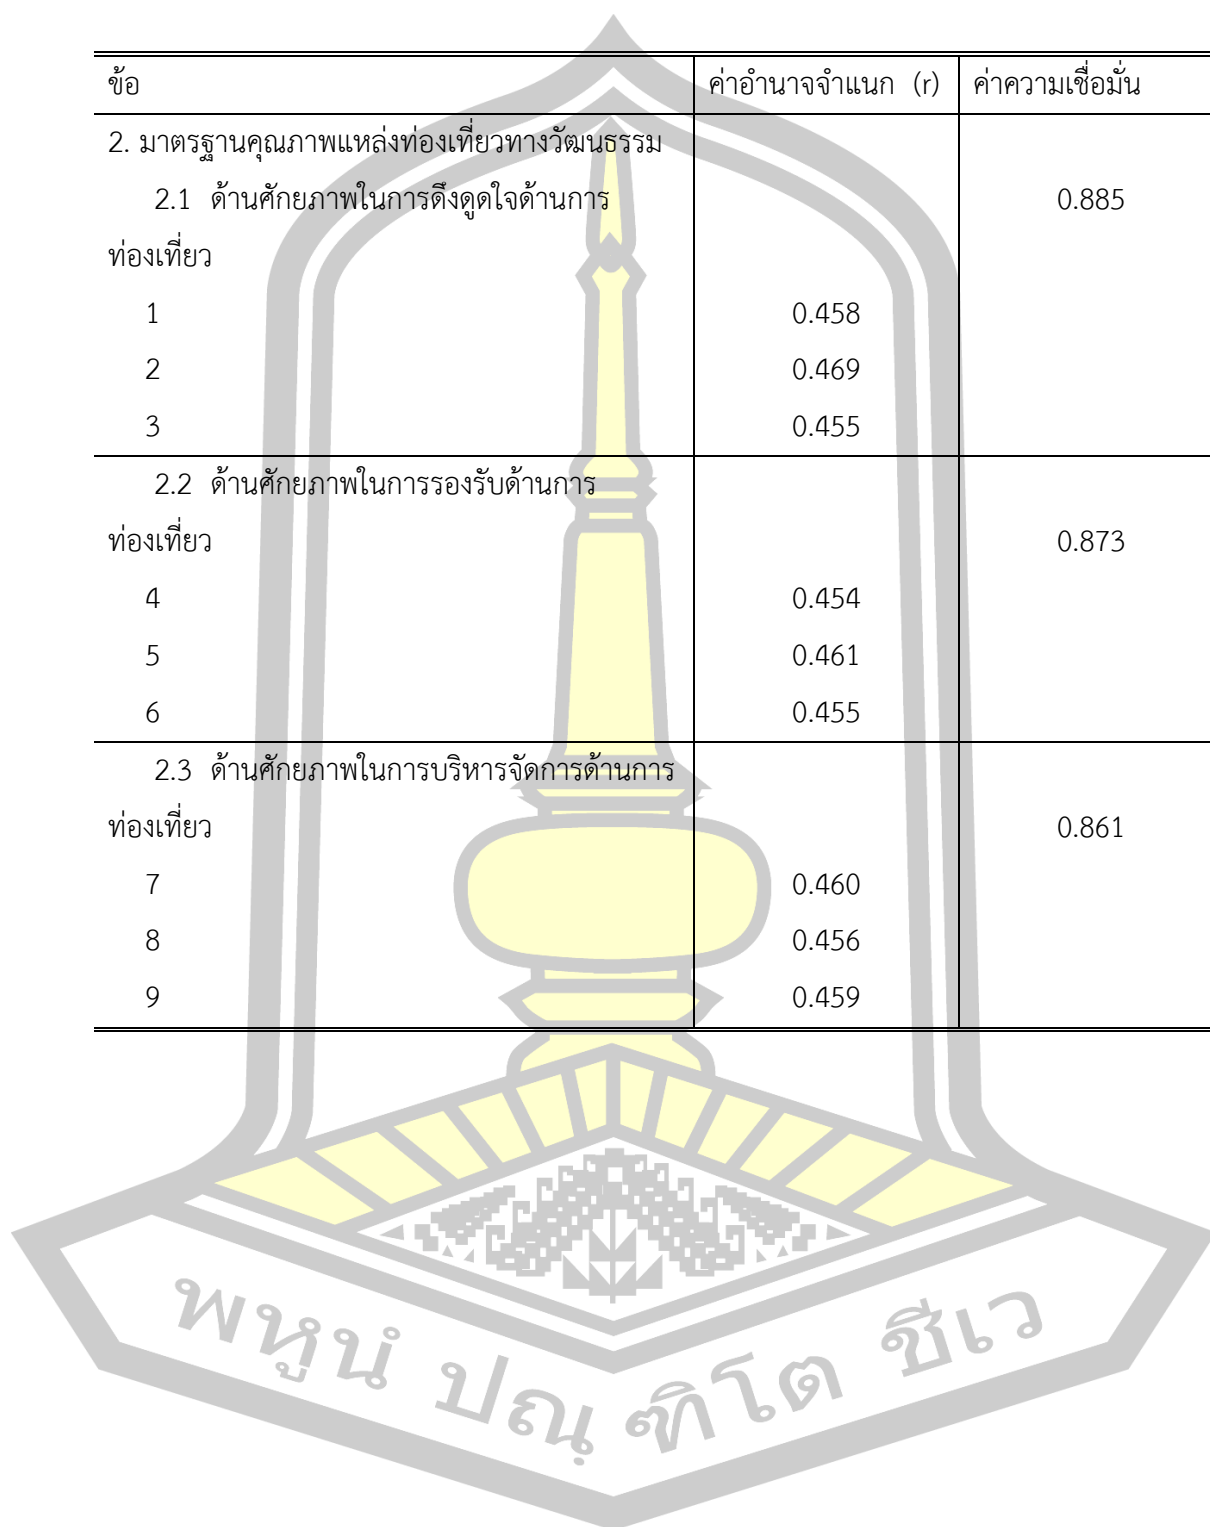 ข้อ ค่าอำนาจจำแนก (r) ค่าความเชื่อมั่น
2. มาตรฐานคุณภาพแหล่งท่องเที่ยวทางวัฒนธรรม
2.1 ด้านศักยภาพในการดึงดูดใจด้านการ 0.885
ท่องเที่ยว
1 0.458
2 0.469
3 0.455
2.2 ด้านศักยภาพในการรองรับด้านการ
ท่องเที่ยว 0.873
4 0.454
5 0.461
6 0.455
2.3 ด้านศักยภาพในการบริหารจัดการด้านการ
ท่องเที่ยว 0.861
7 0.460
8 0.456
9 0.459
พหูนํ ปณฺฑิโต ชีเว